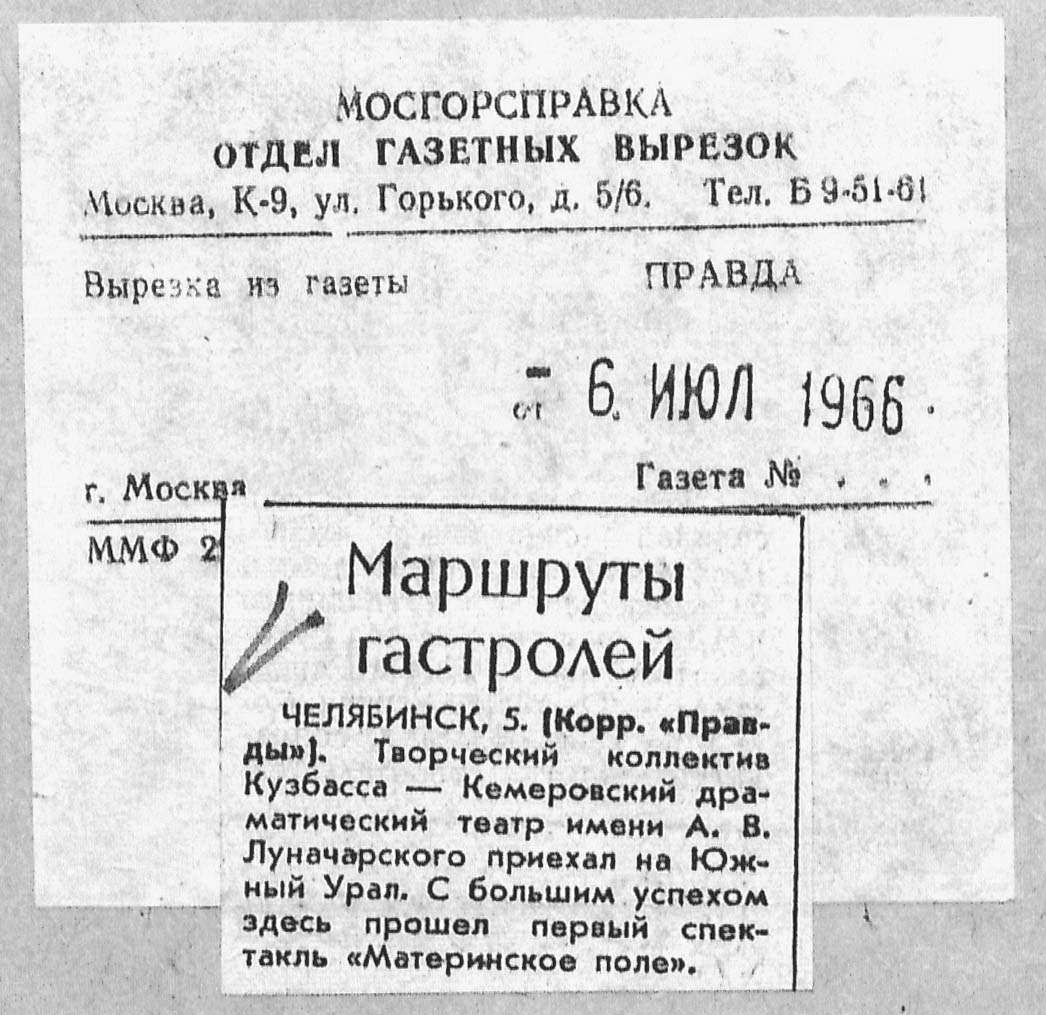 МОСГОРСПРАВКА
ОТДЕЛ ГАЗЕТНЫХ ВЫРЕЗОК
Москва, К-9, ул. Горького, д. 5/6. Тел. Б 9-51-61
Вырезка из газеты ПРАВДА
от - 6. ИЮЛ 1966.
г. Москва Газета № . . .
ММФ 2
Маршруты
гастролей
ЧЕЛЯБИНСК, 5. (Корр. «Прав-
ды»). Творческий коллектив
Кузбасса — Кемеровский дра-
матический театр имени А. В.
Луначарского приехал на Юж-
ный Урал. С большим успехом
здесь прошел первый спек-
такль «Материнское поле».